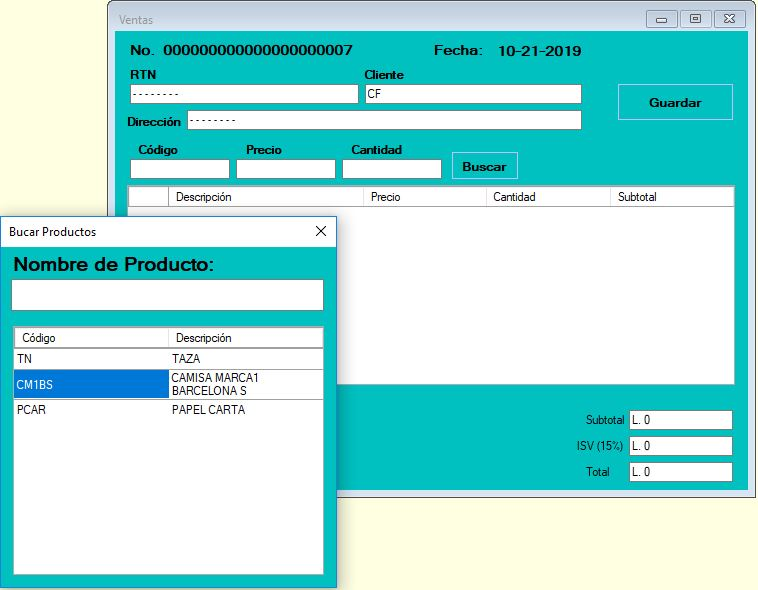 Ventas
No. 00000000000000000007 Fecha: 10-21-2019
RTN Cliente
-------- CF
Guardar
Dirección --------
Código Precio Cantidad
Buscar
Descripción Precio Cantidad Subtotal
Subtotal L. 0
ISV (15%) L. 0
Total L. 0
Bucar Productos
Nombre de Producto:
Código Descripción
TN TAZA
CM1BS CAMISA MARCA1
BARCELONA S
PCAR PAPEL CARTA